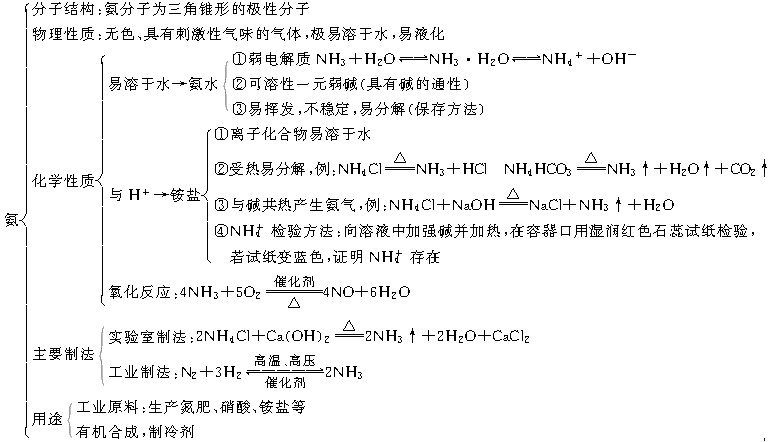 分子结构:氨分子为三角锥形的极性分子
物理性质:无色、具有刺激性气味的气体,极易溶于水,易液化
①弱电解质 NH₃+H₂O⇌NH₃·H₂O⇌NH₄⁺+OH⁻
易溶于水→氨水
②可溶性一元弱碱(具有碱的通性)
③易挥发,不稳定,易分解(保存方法)
①离子化合物易溶于水
化学性质
②受热易分解,例:NH₄Cl══△══NH₃+HCl NH₄HCO₃══△══NH₃↑+H₂O↑+CO₂↑
与 H⁺→铵盐
③与碱共热产生氨气,例:NH₄Cl+NaOH══△══NaCl+NH₃↑+H₂O
氨
④NH₄⁺ 检验方法:向溶液中加强碱并加热,在容器口用湿润红色石蕊试纸检验,
若试纸变蓝色,证明 NH₄⁺ 存在
氧化反应:4NH₃+5O₂══催化剂/△══4NO+6H₂O
实验室制法:2NH₄Cl+Ca(OH)₂══△══2NH₃↑+2H₂O+CaCl₂
主要制法
工业制法:N₂+3H₂⇌高温、高压/催化剂⇌2NH₃
工业原料:生产氮肥、硝酸、铵盐等
用途
有机合成,制冷剂